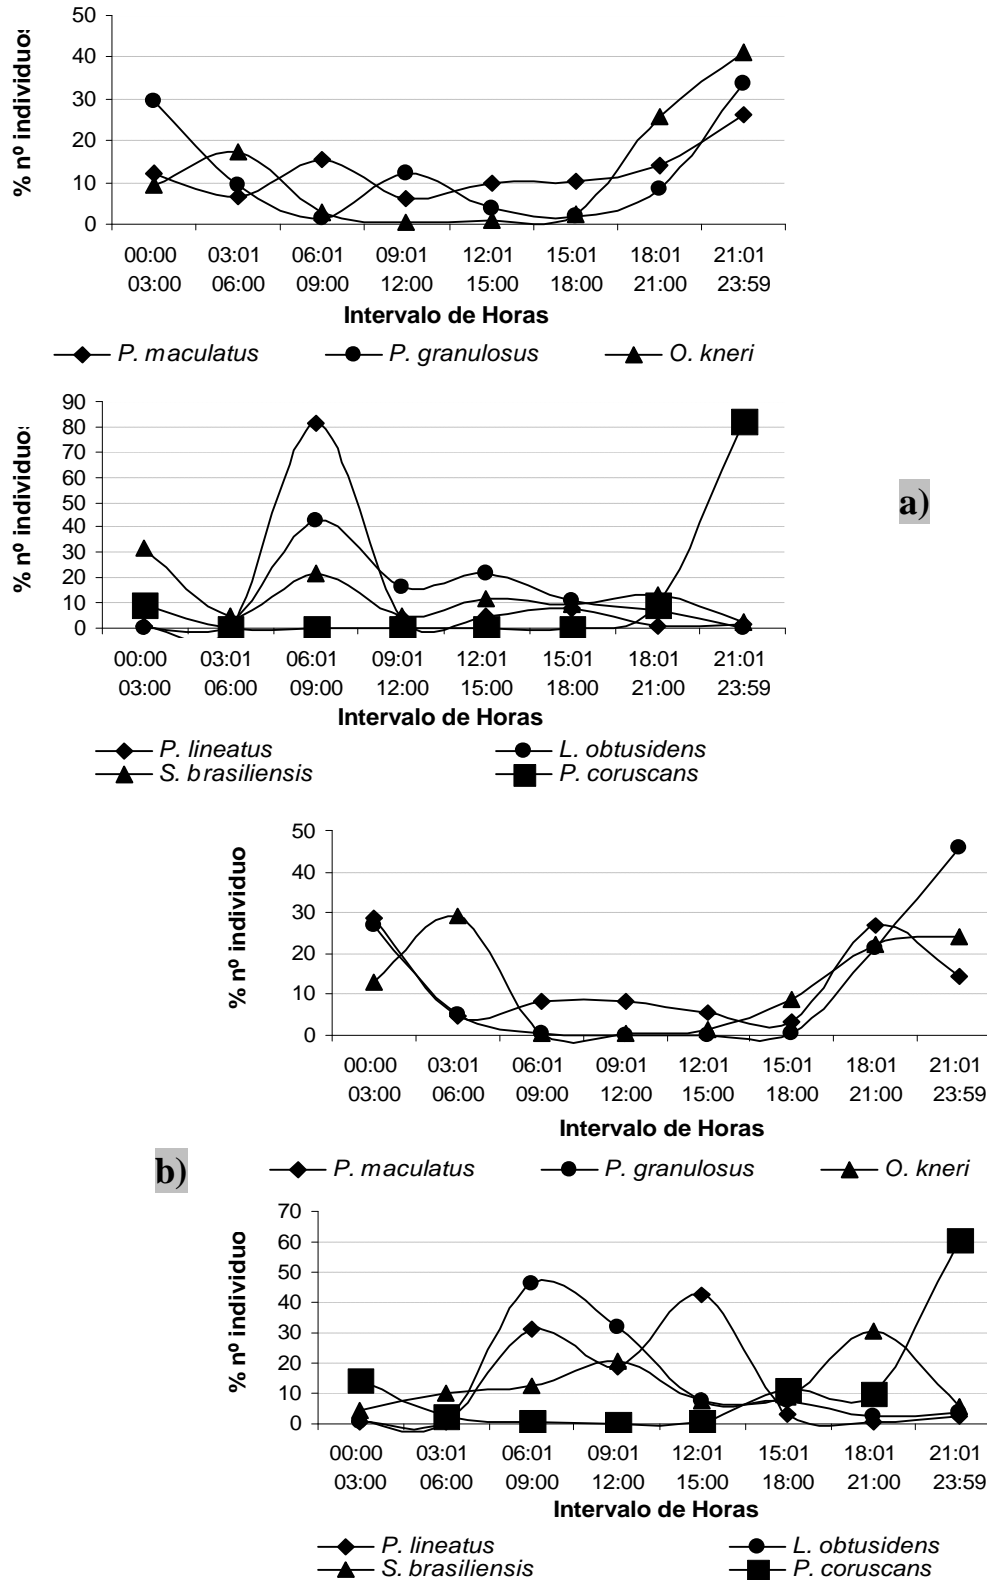 50
40
30
20
10
0
% nº individuos
00:00 03:01 06:01 09:01 12:01 15:01 18:01 21:01
03:00 06:00 09:00 12:00 15:00 18:00 21:00 23:59
Intervalo de Horas
P. maculatus P. granulosus O. kneri
90
80
70
60
50
40
30
20
10
0
% nº individuos
a)
00:00 03:01 06:01 09:01 12:01 15:01 18:01 21:01
03:00 06:00 09:00 12:00 15:00 18:00 21:00 23:59
Intervalo de Horas
P. lineatus L. obtusidens
S. brasiliensis P. coruscans
50
40
30
20
10
0
% nº individuo
00:00 03:01 06:01 09:01 12:01 15:01 18:01 21:01
03:00 06:00 09:00 12:00 15:00 18:00 21:00 23:59
Intervalo de Horas
b)
P. maculatus P. granulosus O. kneri
70
60
50
40
30
20
10
0
% nº individuo
00:00 03:01 06:01 09:01 12:01 15:01 18:01 21:01
03:00 06:00 09:00 12:00 15:00 18:00 21:00 23:59
Intervalo de Horas
P. lineatus L. obtusidens
S. brasiliensis P. coruscans